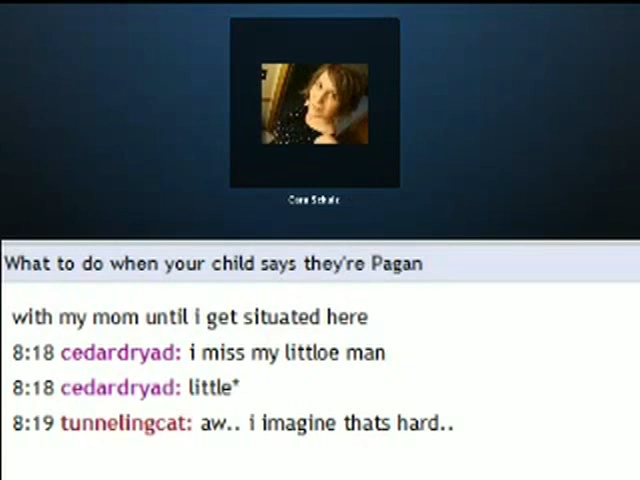 Cara Schulz
What to do when your child says they're Pagan
with my mom until i get situated here
8:18 cedardryad: i miss my littloe man
8:18 cedardryad: little*
8:19 tunnelingcat: aw.. i imagine thats hard..